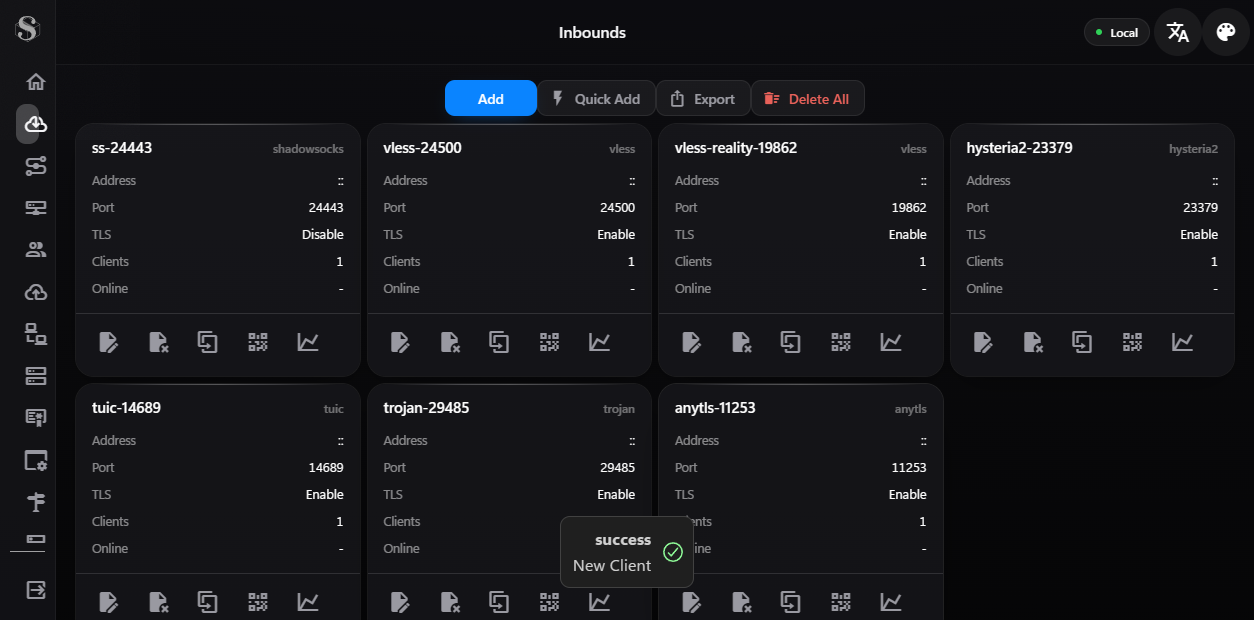 S
Inbounds
Local
Add
Quick Add
Export
Delete All
ss-24443 shadowsocks
Address ::
Port 24443
TLS Disable
Clients 1
Online -
vless-24500 vless
Address ::
Port 24500
TLS Enable
Clients 1
Online -
vless-reality-19862 vless
Address ::
Port 19862
TLS Enable
Clients 1
Online -
hysteria2-23379 hysteria2
Address ::
Port 23379
TLS Enable
Clients 1
Online -
tuic-14689 tuic
Address ::
Port 14689
TLS Enable
Clients 1
Online -
trojan-29485 trojan
Address ::
Port 29485
TLS Enable
Clients
Online
anytls-11253 anytls
Address ::
Port 11253
TLS Enable
1
-
success
New Client